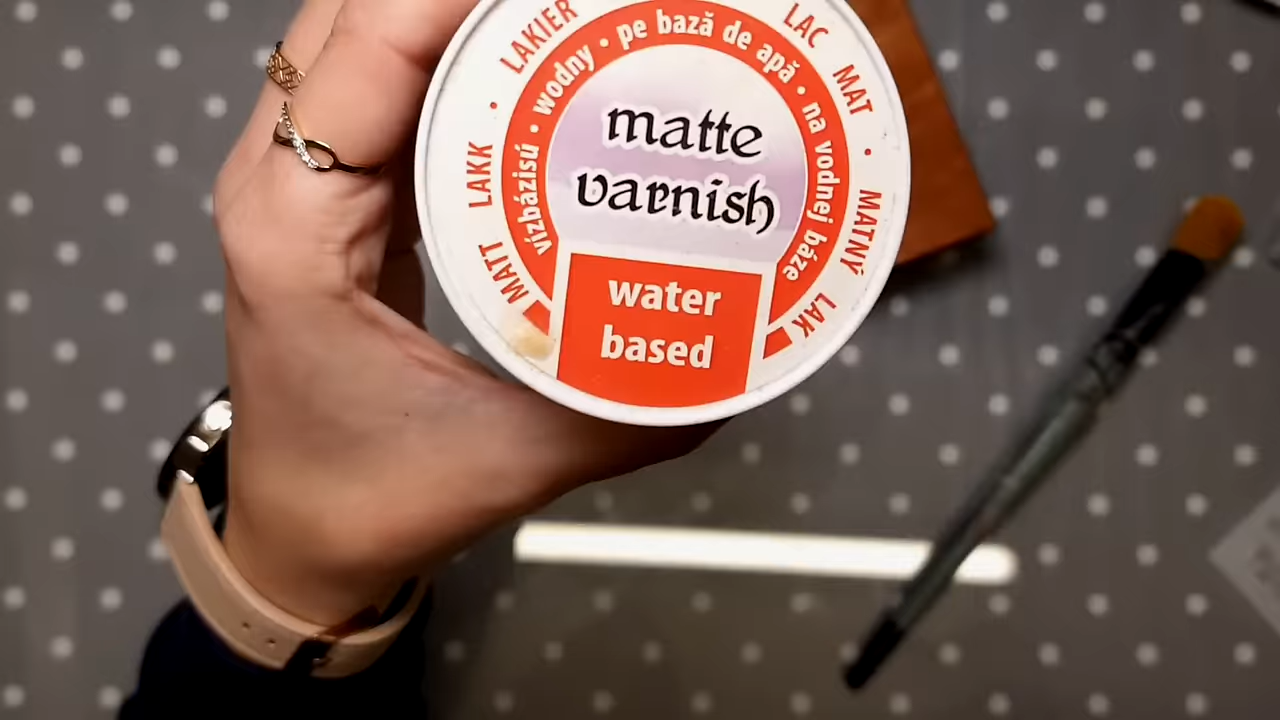 MATT LAKK • LAKIER
LAC MAT • MATNÝ LAK
vízbázisú • wodny • pe bază de apă • na vodnej báze
matte
varnish
water
based